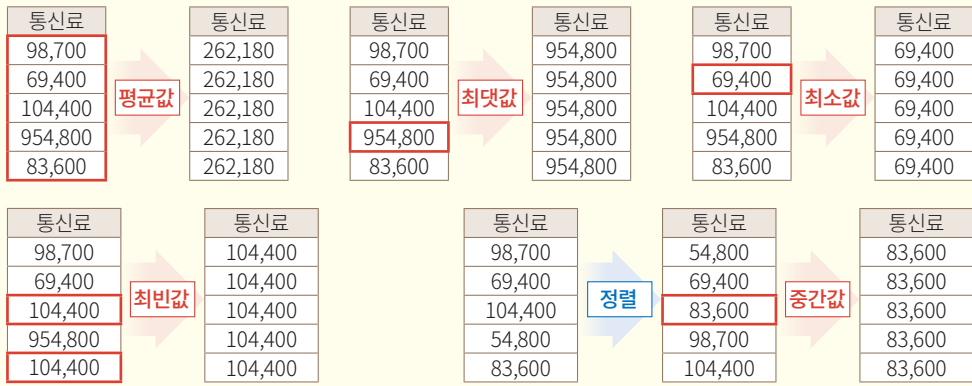 통신료 통신료 통신료 통신료 통신료 통신료
98,700 262,180 98,700 954,800 98,700 69,400
69,400 262,180 69,400 954,800 69,400 69,400
평균값 최댓값 최소값
104,400 262,180 104,400 954,800 104,400 69,400
954,800 262,180 954,800 954,800 954,800 69,400
83,600 262,180 83,600 954,800 83,600 69,400
통신료 통신료 통신료 통신료 통신료
98,700 104,400 98,700 54,800 83,600
69,400 104,400 69,400 69,400 83,600
최빈값 정렬 중간값
104,400 104,400 104,400 83,600 83,600
954,800 104,400 54,800 98,700 83,600
104,400 104,400 83,600 104,400 83,600